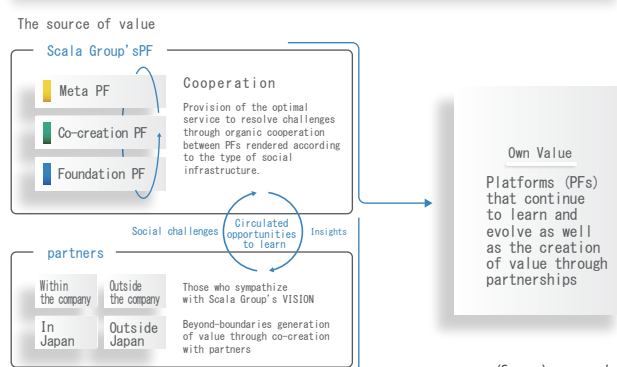 The source of value
Scala Group'sPF
Meta PF
Co-creation PF
Foundation PF
Cooperation
Provision of the optimal
service to resolve challenges
through organic cooperation
between PFs rendered according
to the type of social
infrastructure.
Social challenges
Circulated
opportunities
to learn
Insights
partners
Within
the company
Outside
the company
In
Japan
Outside
Japan
Those who sympathize
with Scala Group's VISION
Beyond-boundaries generation
of value through co-creation
with partners
Own Value
Platforms (PFs)
that continue
to learn and
evolve as well
as the creation
of value through
partnerships